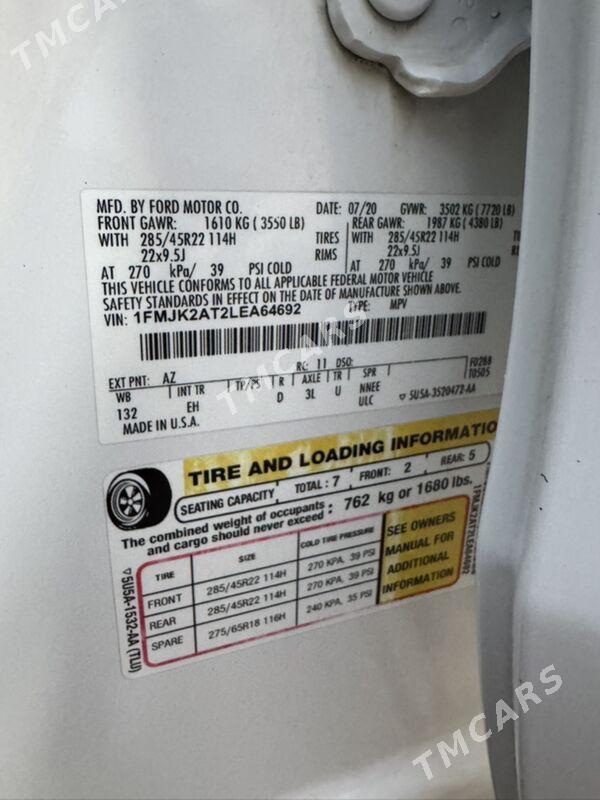 TMCARS
MFD. BY FORD MOTOR CO. DATE: 07/20 GVWR: 3502 KG ( 7720 LB)
FRONT GAWR: 1610 KG ( 3550 LB) REAR GAWR: 1987 KG ( 4380 LB)
WITH 285/45R22 114H TIRES WITH 285/45R22 114H TIRES
22x9.5J RIMS 22x9.5J
AT 270 kPa/ 39 PSI COLD AT 270 kPa/ 39 PSI COLD
THIS VEHICLE CONFORMS TO ALL APPLICABLE FEDERAL MOTOR VEHICLE
SAFETY STANDARDS IN EFFECT ON THE DATE OF MANUFACTURE SHOWN ABOVE.
VIN: 1FMJK2AT2LEA64692 TYPE: MPV
TMCARS
EXT PNT: AZ RC: 11 DSO: F0288
T0505
WB INT TR TP/PS R AXLE TR SPR
132 EH D 3L U NNEE
ULC
5U5A-3520472-AA
MADE IN U.S.A.
TIRE AND LOADING INFORMATIO
SEATING CAPACITY TOTAL : 7 FRONT: 2 REAR: 5
The combined weight of occupants
and cargo should never exceed : 762 kg or 1680 lbs.
TIRE SIZE COLD TIRE PRESSURE
FRONT 285/45R22 114H 270 KPA, 39 PSI
REAR 285/45R22 114H 270 KPA, 39 PSI
SPARE 275/65R18 116H 240 KPA, 35 PSI
SEE OWNERS
MANUAL FOR
ADDITIONAL
INFORMATION
5U5A-1532-AA (TLU)
1FMJK2AT2LEA64692
TMCARS